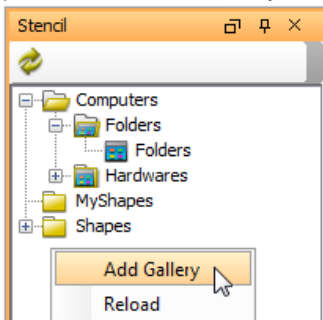 Stencil
Computers
Folders
Folders
Hardwares
MyShapes
Shapes
Add Gallery
Reload